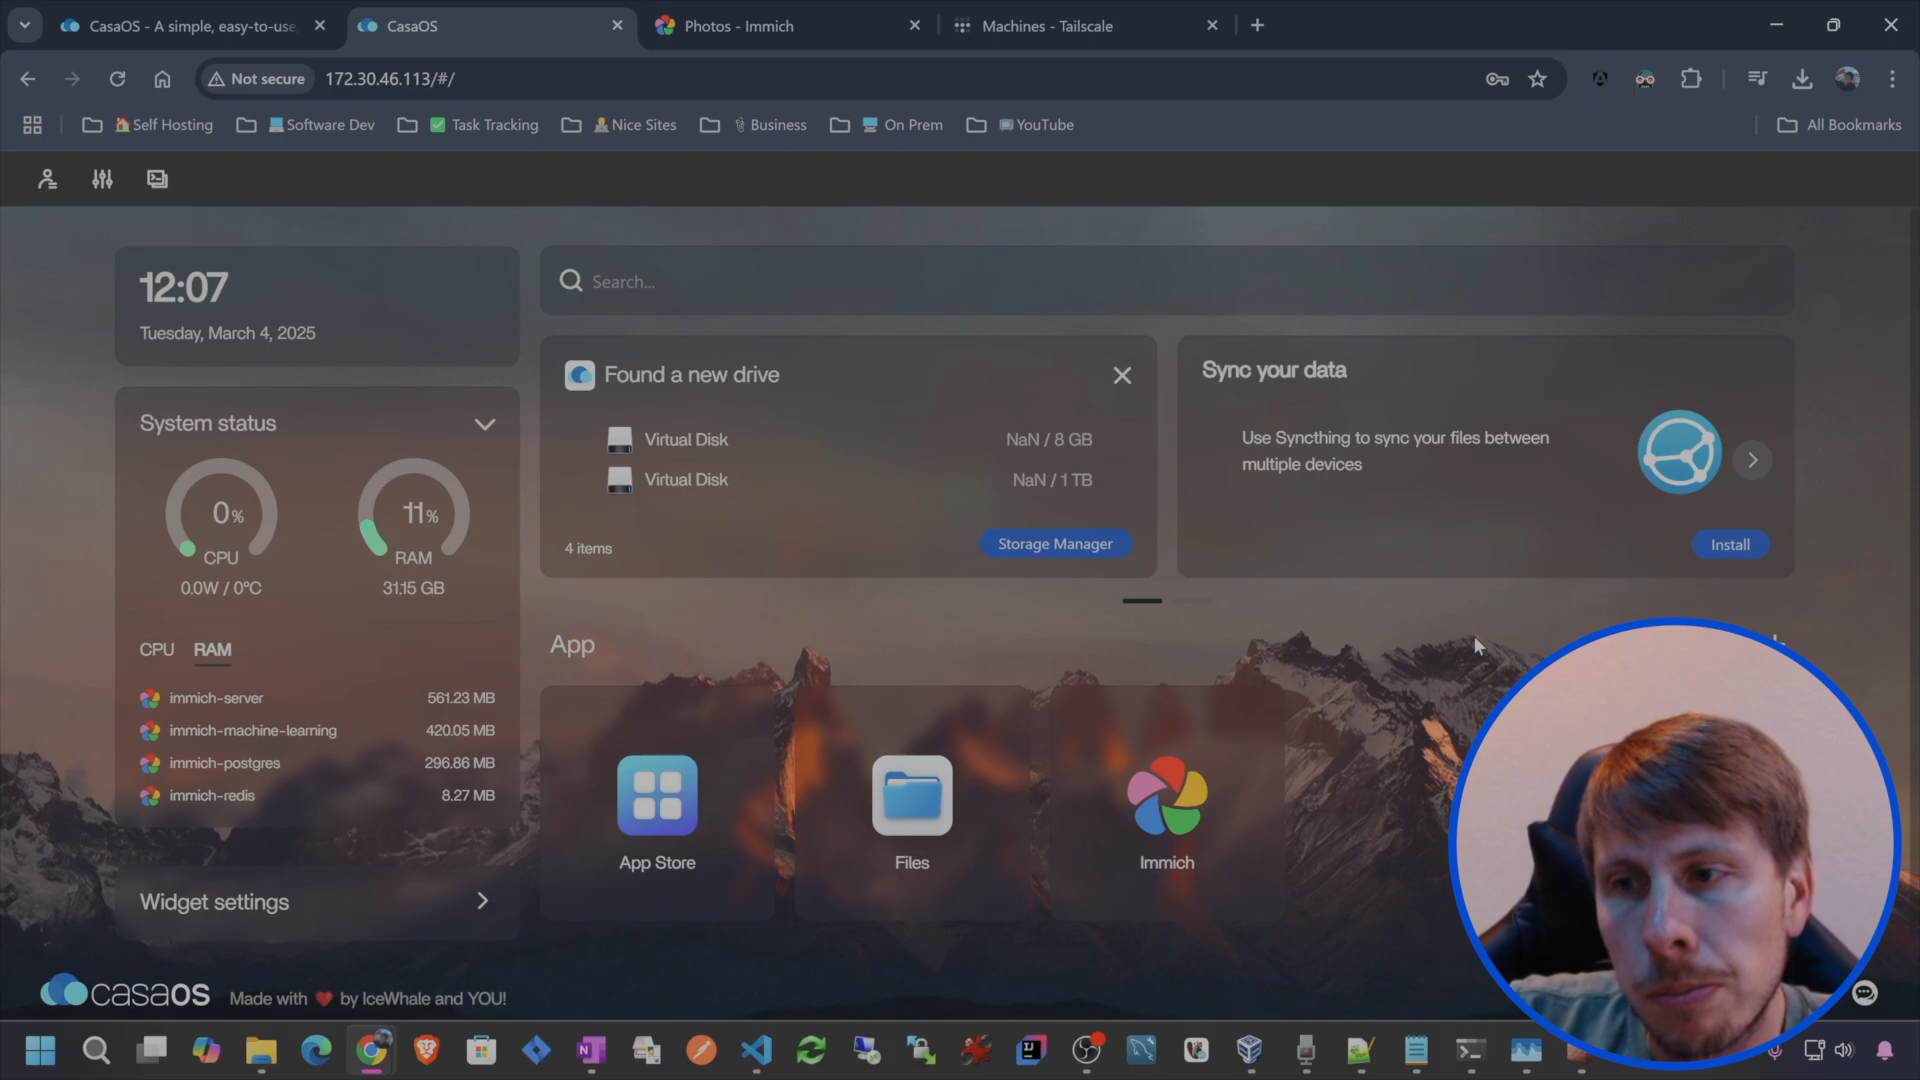 CasaOS - A simple, easy-to-use,
CasaOS
Photos - Immich
Machines - Tailscale
Not secure
172.30.46.113/#/
Self Hosting
Software Dev
Task Tracking
Nice Sites
Business
On Prem
YouTube
All Bookmarks
12:07
Tuesday, March 4, 2025
Search...
System status
0%
CPU
0.0W / 0°C
11%
RAM
31.15 GB
CPU
RAM
immich-server
561.23 MB
immich-machine-learning
420.05 MB
immich-postgres
296.86 MB
immich-redis
8.27 MB
Widget settings
Found a new drive
Virtual Disk
NaN / 8 GB
Virtual Disk
NaN / 1 TB
4 items
Storage Manager
Sync your data
Use Syncthing to sync your files between
multiple devices
Install
App
App Store
Files
Immich
casaOS
Made with ❤️ by IceWhale and YOU!